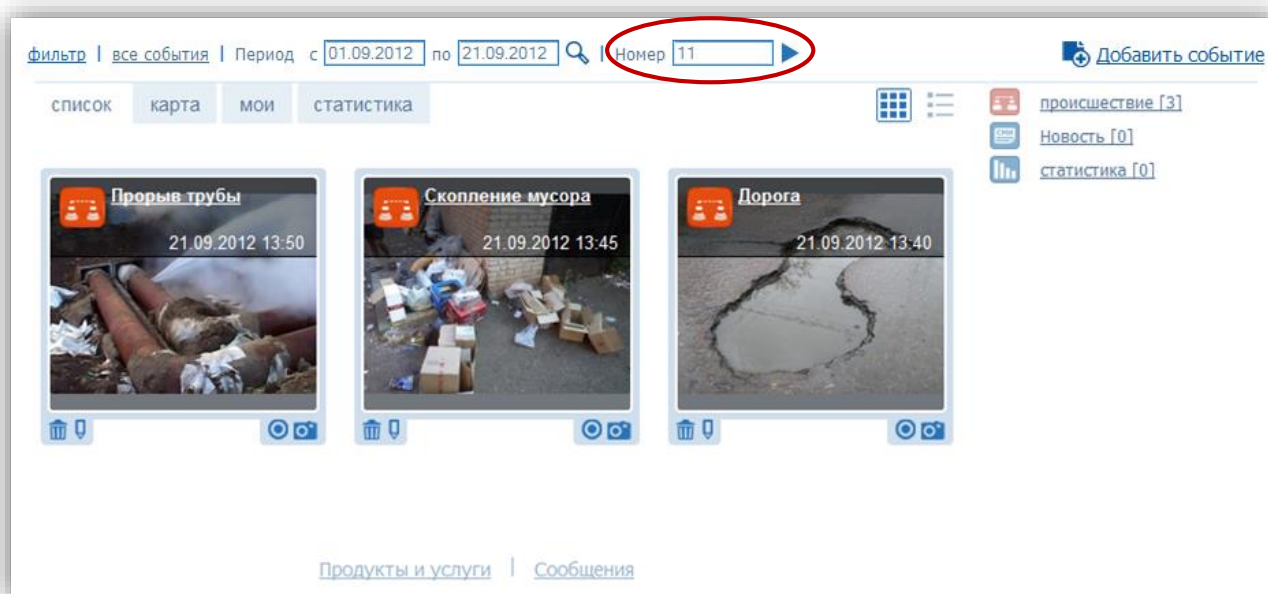 фильтр | все события | Период с 01.09.2012 по 21.09.2012 | Номер 11
Добавить событие
список карта мои статистика
происшествие [3]
Новость [0]
статистика [0]
Прорыв трубы
21.09.2012 13:50
Скопление мусора
21.09.2012 13:45
Дорога
21.09.2012 13:40
Продукты и услуги | Сообщения